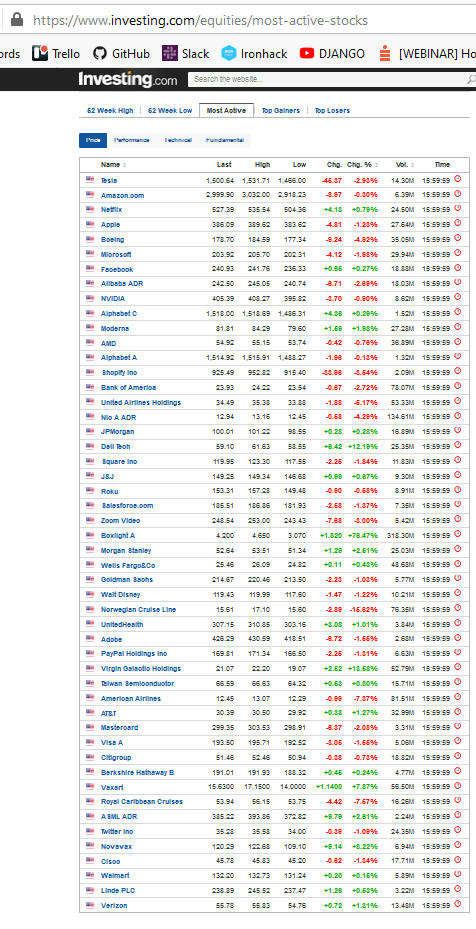 https://www.investing.com/equities/most-active-stocks
ords Trello GitHub Slack Ironhack DJANGO [WEBINAR] Ho
Investing.com Search the website...
52 Week High 52 Week Low Most Active Top Gainers Top Losers
Price Performance Technical Fundamental
Name Last High Low Chg. Chg. % Vol. Time
Tesla 1,500.64 1,531.71 1,466.00 -45.37 -2.93% 14.30M 15:59:59
Amazon.com 2,999.90 3,032.00 2,918.23 -8.97 -0.30% 6.39M 15:59:59
Netflix 527.39 535.54 504.36 +4.13 +0.79% 24.50M 15:59:59
Apple 386.09 389.62 383.62 -4.81 -1.23% 27.64M 15:59:59
Boeing 178.70 184.59 177.34 -9.24 -4.92% 35.05M 15:59:59
Microsoft 203.92 205.70 202.31 -4.12 -1.98% 29.94M 15:59:59
Facebook 240.93 241.76 236.33 +0.65 +0.27% 18.88M 15:59:59
Alibaba ADR 242.50 245.05 240.74 -6.71 -2.69% 18.03M 15:59:59
NVIDIA 405.39 408.27 395.82 -3.70 -0.90% 8.62M 15:59:59
Alphabet C 1,518.00 1,518.69 1,486.31 +4.36 +0.29% 1.52M 15:59:59
Moderna 81.81 84.29 79.60 +1.59 +1.98% 27.28M 15:59:59
AMD 54.92 55.15 53.74 -0.42 -0.76% 36.89M 15:59:59
Alphabet A 1,514.92 1,515.91 1,488.27 -1.96 -0.13% 1.32M 15:59:59
Shopify Inc 925.49 952.82 915.40 -33.96 -3.54% 2.09M 15:59:59
Bank of America 23.93 24.22 23.54 -0.67 -2.72% 78.07M 15:59:59
United Airlines Holdings 34.49 35.38 33.88 -1.88 -5.17% 53.33M 15:59:59
Nio A ADR 12.94 13.16 12.45 -0.58 -4.29% 134.61M 15:59:59
JPMorgan 100.01 101.22 98.55 +0.28 +0.28% 16.89M 15:59:59
Dell Tech 59.10 61.63 58.55 +6.42 +12.19% 25.35M 15:59:59
Square Inc 119.95 123.30 117.55 -2.25 -1.84% 11.83M 15:59:59
J&J 149.25 149.34 146.68 +0.99 +0.67% 9.30M 15:59:59
Roku 153.31 157.28 149.48 -0.90 -0.58% 8.91M 15:59:59
Salesforce.com 185.51 186.86 181.93 -2.58 -1.37% 7.35M 15:59:59
Zoom Video 248.54 253.00 243.43 -7.68 -3.00% 5.42M 15:59:59
Boxlight A 4.200 4.650 3.070 +1.820 +76.47% 318.30M 15:59:59
Morgan Stanley 52.64 53.51 51.34 +1.29 +2.51% 25.03M 15:59:59
Wells Fargo&Co 25.46 26.09 24.82 +0.11 +0.43% 48.68M 15:59:59
Goldman Sachs 214.67 220.46 213.50 -2.23 -1.03% 5.77M 15:59:59
Walt Disney 119.43 119.99 117.60 -1.47 -1.22% 10.21M 15:59:59
Norwegian Cruise Line 15.61 17.10 15.60 -2.89 -15.62% 76.35M 15:59:59
UnitedHealth 307.15 310.85 303.16 +3.08 +1.01% 3.84M 15:59:59
Adobe 426.29 430.59 418.51 -6.72 -1.55% 2.68M 15:59:59
PayPal Holdings Inc 169.81 171.34 166.50 -2.25 -1.31% 6.63M 15:59:59
Virgin Galactic Holdings 21.07 22.20 19.07 +2.52 +13.58% 52.79M 15:59:59
Taiwan Semiconductor 66.59 66.63 64.32 +0.53 +0.80% 15.71M 15:59:59
American Airlines 12.45 13.07 12.29 -0.99 -7.37% 81.51M 15:59:59
AT&T 30.39 30.50 29.92 +0.38 +1.27% 32.99M 15:59:59
Mastercard 299.35 303.53 298.91 -6.37 -2.08% 3.31M 15:59:59
Visa A 193.50 195.71 192.52 -3.05 -1.55% 5.06M 15:59:59
Citigroup 51.46 52.46 50.94 -0.38 -0.73% 18.82M 15:59:59
Berkshire Hathaway B 191.01 191.93 188.32 +0.45 +0.24% 4.77M 15:59:59
Vaxart 15.6300 17.1500 14.0000 +1.1400 +7.87% 56.50M 15:59:59
Royal Caribbean Cruises 53.94 56.15 53.75 -4.42 -7.57% 16.26M 15:59:59
ASML ADR 385.22 393.86 372.82 +9.79 +2.61% 2.24M 15:59:59
Twitter Inc 35.28 35.58 34.00 -0.39 -1.09% 24.35M 15:59:59
Novavax 120.29 122.68 109.10 +9.14 +8.22% 6.94M 15:59:59
Cisco 45.78 45.83 45.20 -0.62 -1.34% 17.71M 15:59:59
Walmart 132.20 132.73 131.24 +0.20 +0.15% 5.89M 15:59:59
Linde PLC 238.89 245.52 237.47 +1.26 +0.53% 3.22M 15:59:59
Verizon 55.78 55.83 54.76 +0.72 +1.31% 13.48M 15:59:59